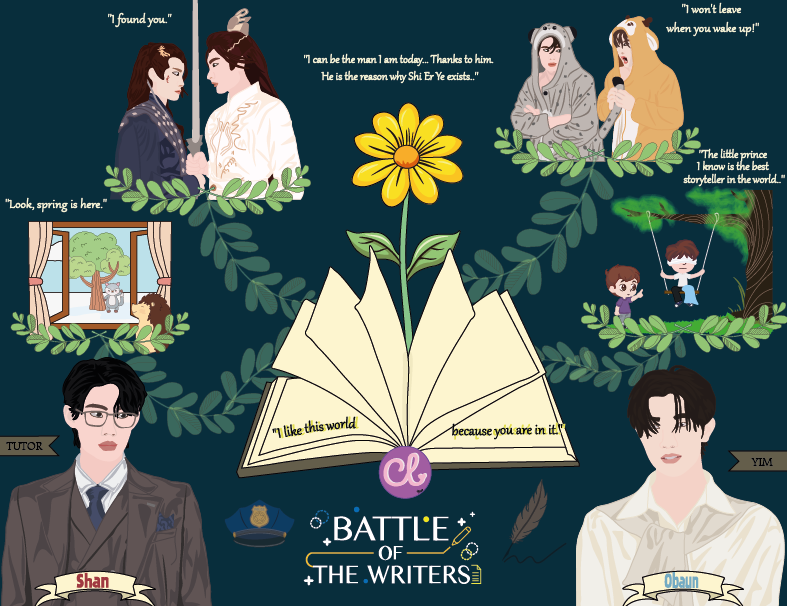 "I found you."
"I can be the man I am today... Thanks to him.
He is the reason why Shi Er Ye exists.."
"I won't leave
when you wake up!"
"The little prince
I know is the best
storyteller in the world.."
"Look, spring is here."
"I like this world
because you are in it."
TUTOR
YIM
CL
BATTLE
OF
THE WRITERS
Shan
Obaun